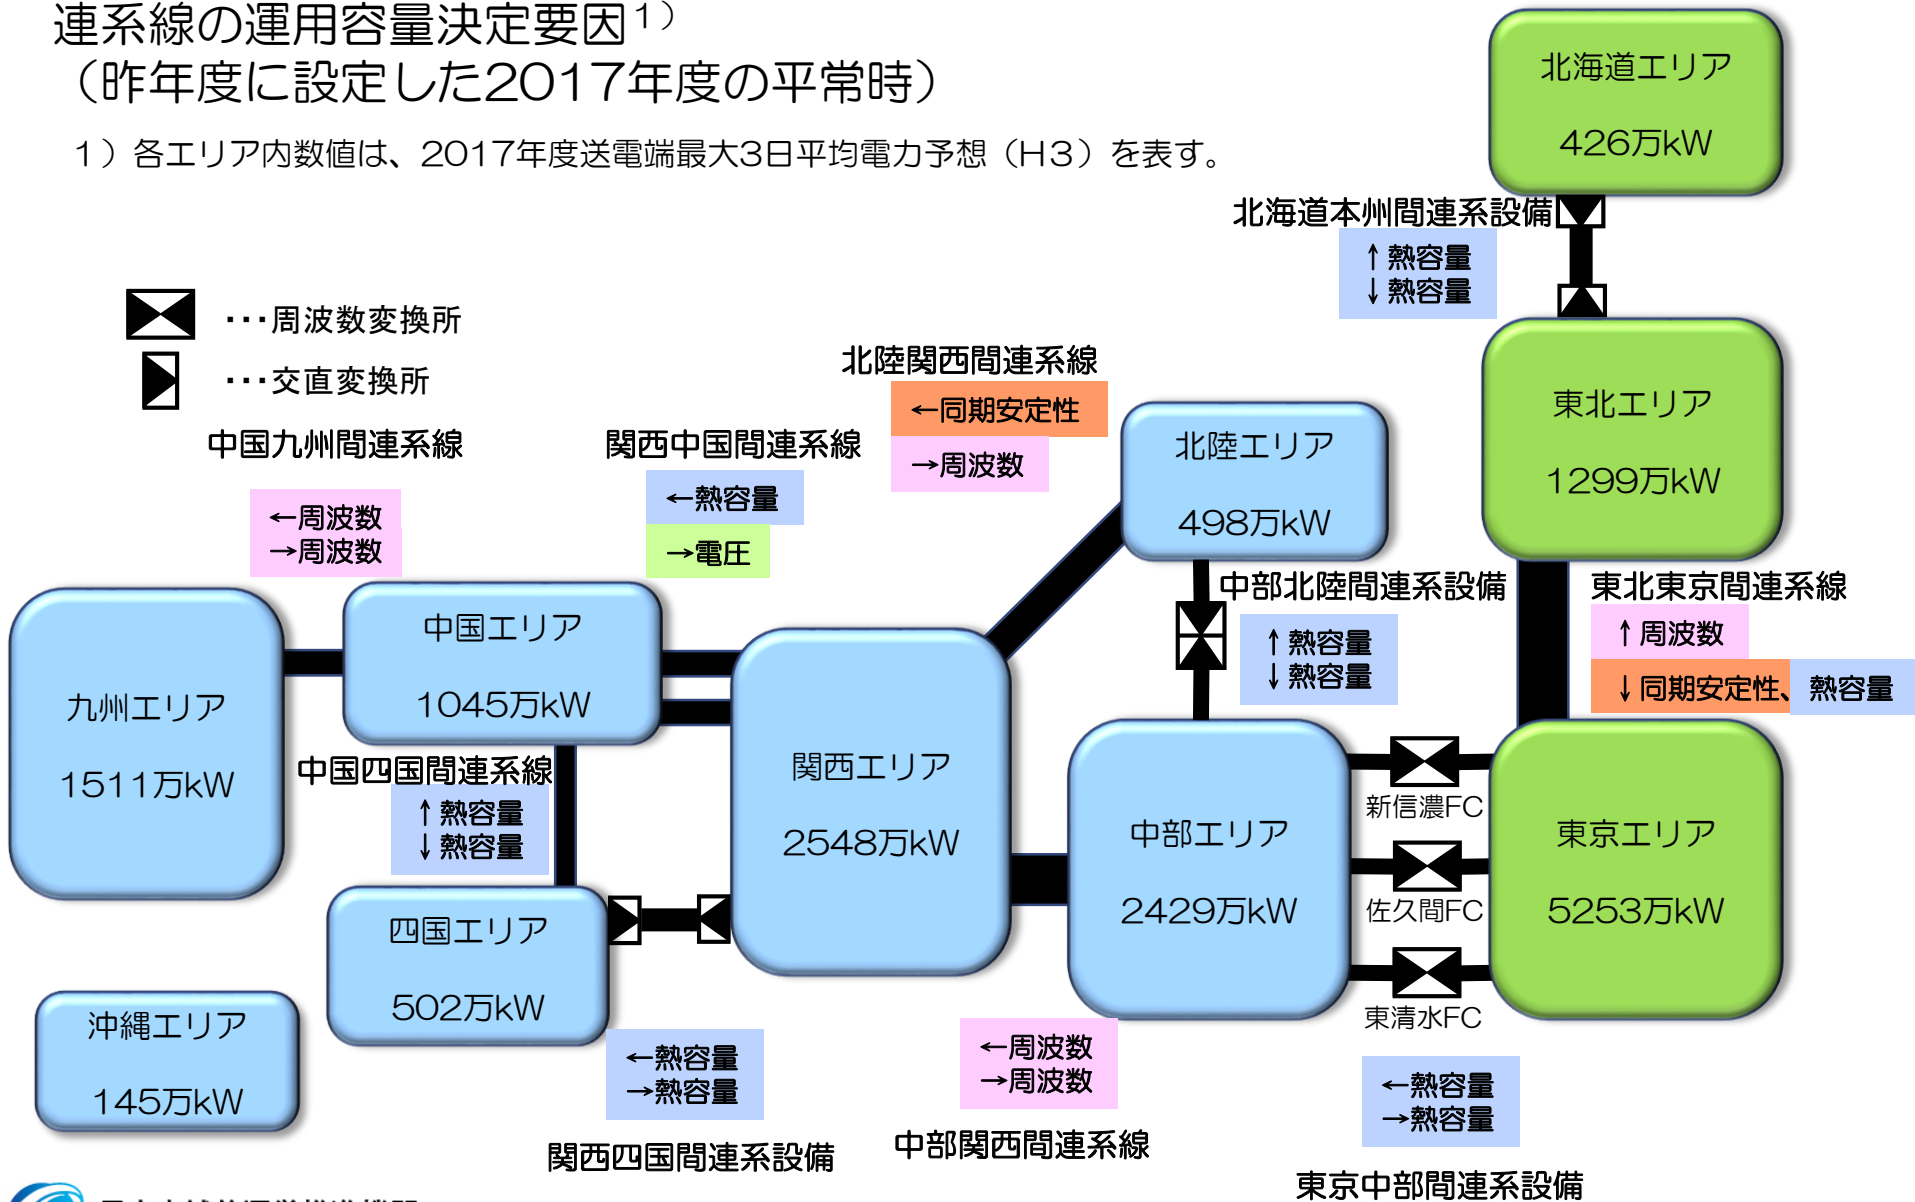 連系線の運用容量決定要因1)
（昨年度に設定した2017年度の平常時）
1）各エリア内数値は、2017年度送電端最大3日平均電力予想（H3）を表す。
北海道エリア
426万kW
北海道本州間連系設備
↑熱容量
↓熱容量
・・・周波数変換所
・・・交直変換所
北陸関西間連系線
←同期安定性
→周波数
中国九州間連系線
←周波数
→周波数
関西中国間連系線
←熱容量
→電圧
北陸エリア
498万kW
東北エリア
1299万kW
中部北陸間連系設備
↑熱容量
↓熱容量
東北東京間連系線
↑周波数
↓同期安定性、熱容量
九州エリア
1511万kW
中国エリア
1045万kW
中国四国間連系線
↑熱容量
↓熱容量
関西エリア
2548万kW
中部エリア
2429万kW
新信濃FC
佐久間FC
東清水FC
東京エリア
5253万kW
四国エリア
502万kW
沖縄エリア
145万kW
←熱容量
→熱容量
関西四国間連系設備
←周波数
→周波数
中部関西間連系線
←熱容量
→熱容量
東京中部間連系設備